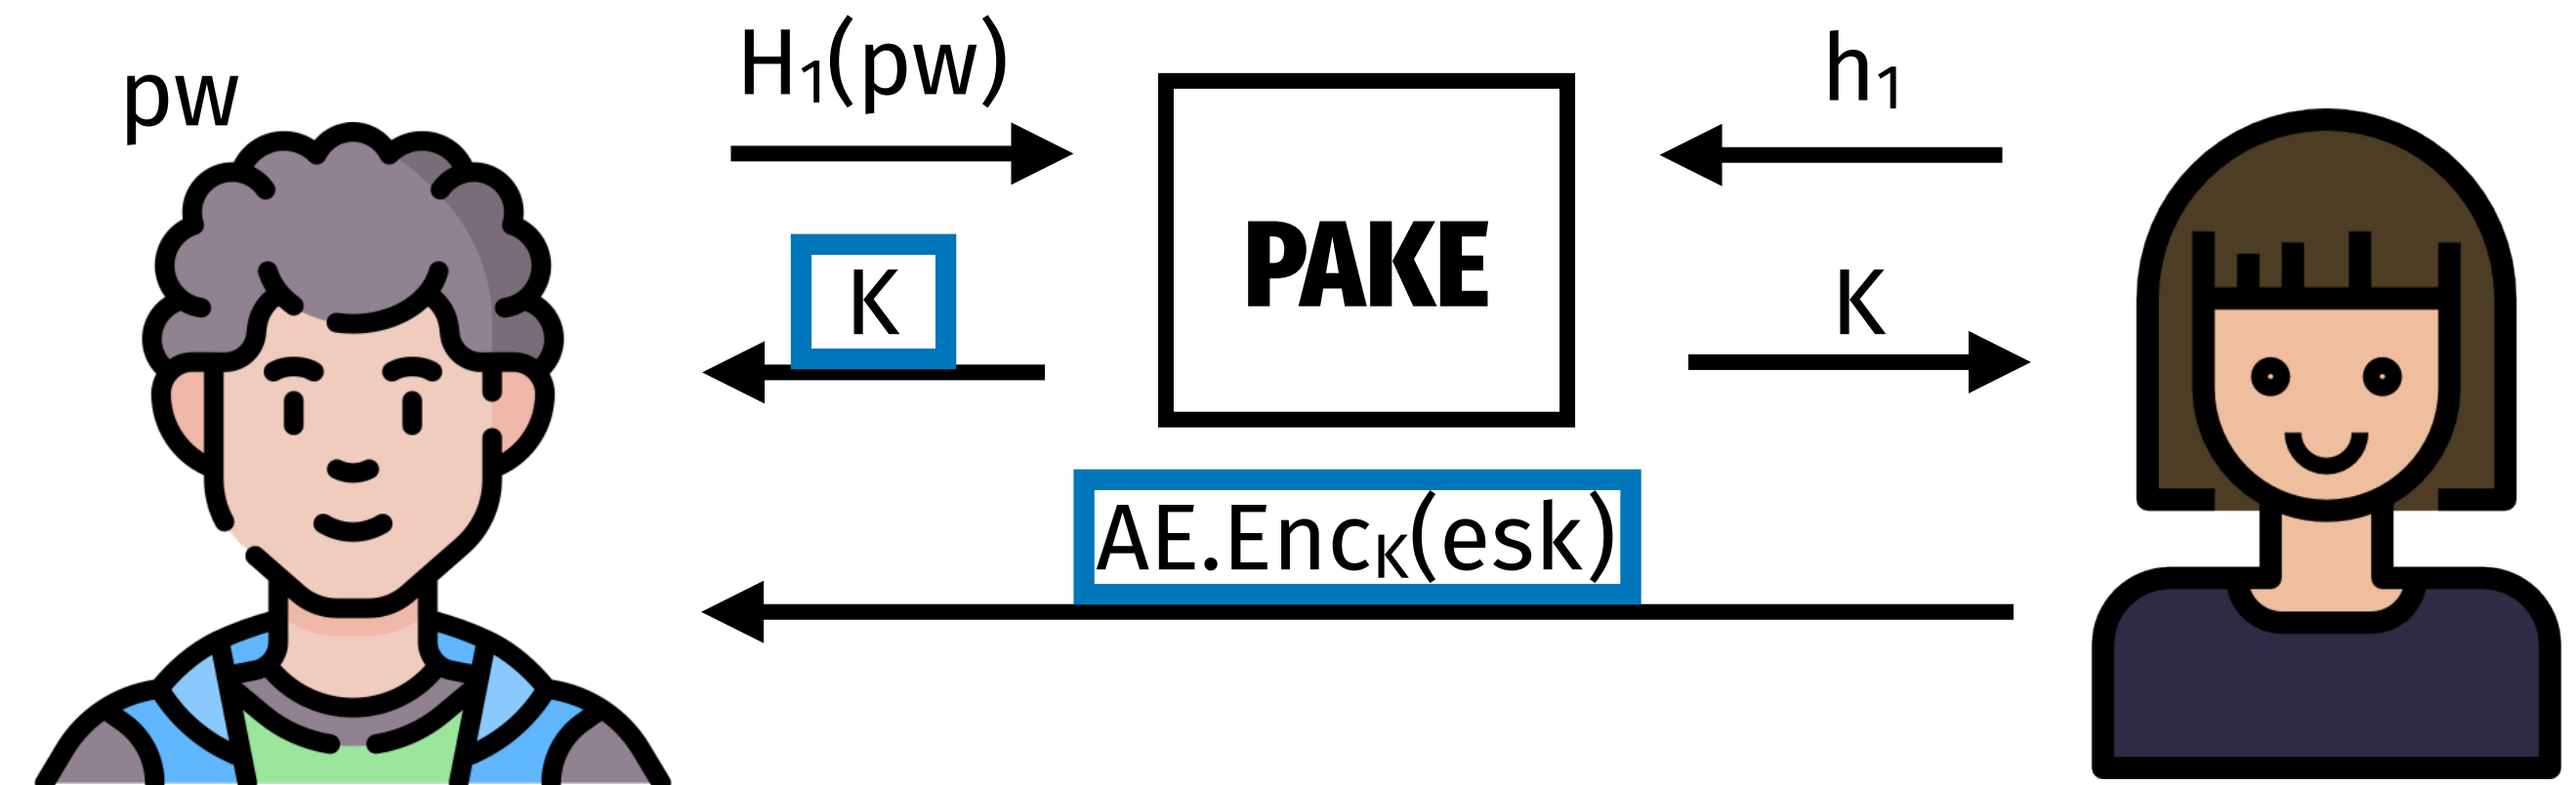 pw
H₁(pw)
h₁
K
PAKE
K
AE.Encₖ(esk)